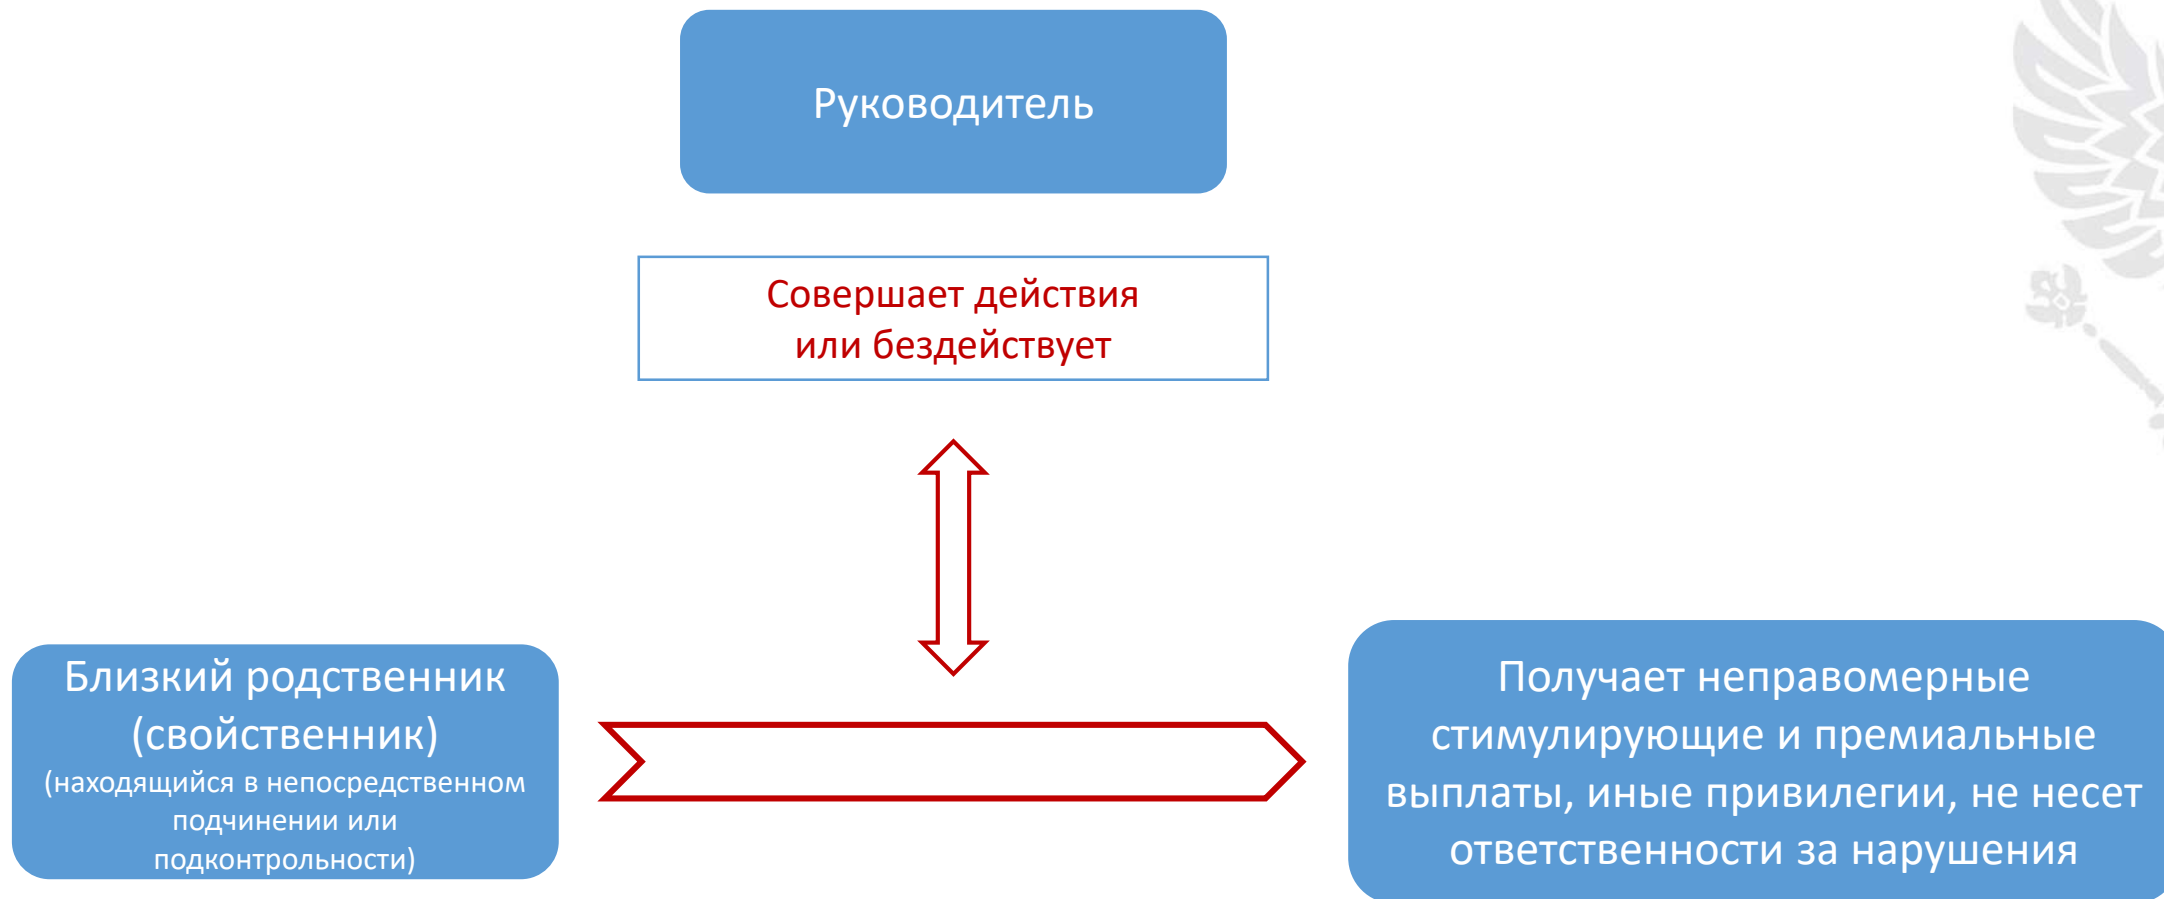 Руководитель
Совершает действия
или бездействует
Близкий родственник
(свойственник)
(находящийся в непосредственном
подчинении или
подконтрольности)
Получает неправомерные
стимулирующие и премиальные
выплаты, иные привилегии, не несет
ответственности за нарушения